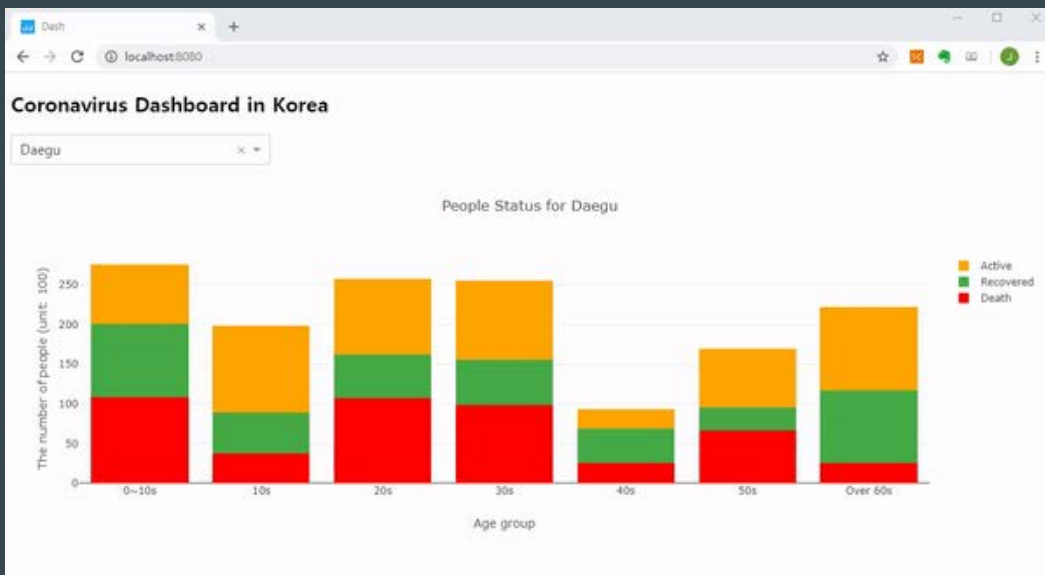 Dash
localhost:8080
Coronavirus Dashboard in Korea
Daegu
People Status for Daegu
The number of people (unit: 100)
250
200
150
100
50
0
0~10s 10s 20s 30s 40s 50s Over 60s
Age group
Active
Recovered
Death
J